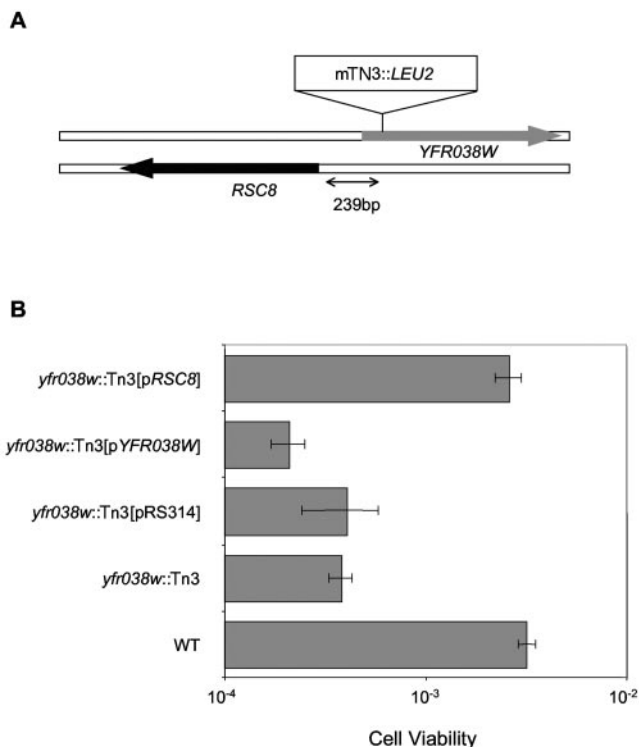 A
mTN3::LEU2
YFR038W
RSC8
239bp
B
yfr038w::Tn3[pRSC8]
yfr038w::Tn3[pYFR038W]
yfr038w::Tn3[pRS314]
yfr038w::Tn3
WT
10-4
10-3
10-2
Cell Viability